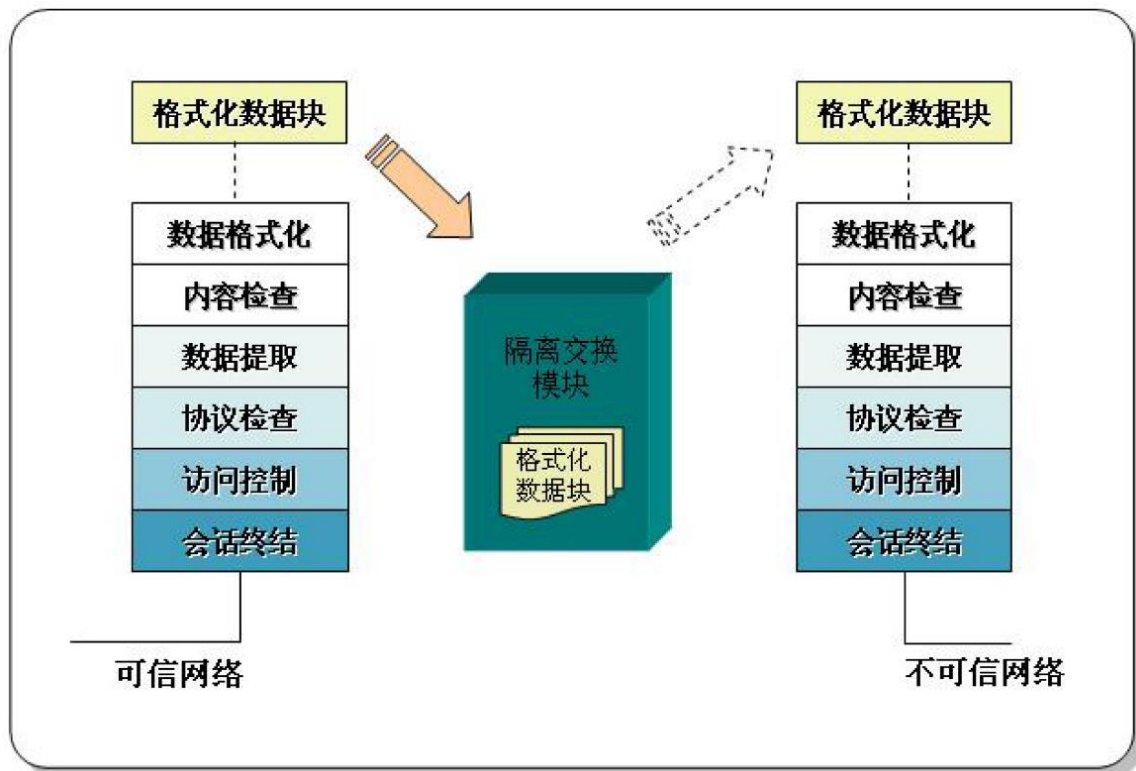 格式化数据块
数据格式化
内容检查
数据提取
协议检查
访问控制
会话终结
可信网络
隔离交换
模块
格式化
数据块
格式化数据块
数据格式化
内容检查
数据提取
协议检查
访问控制
会话终结
不可信网络